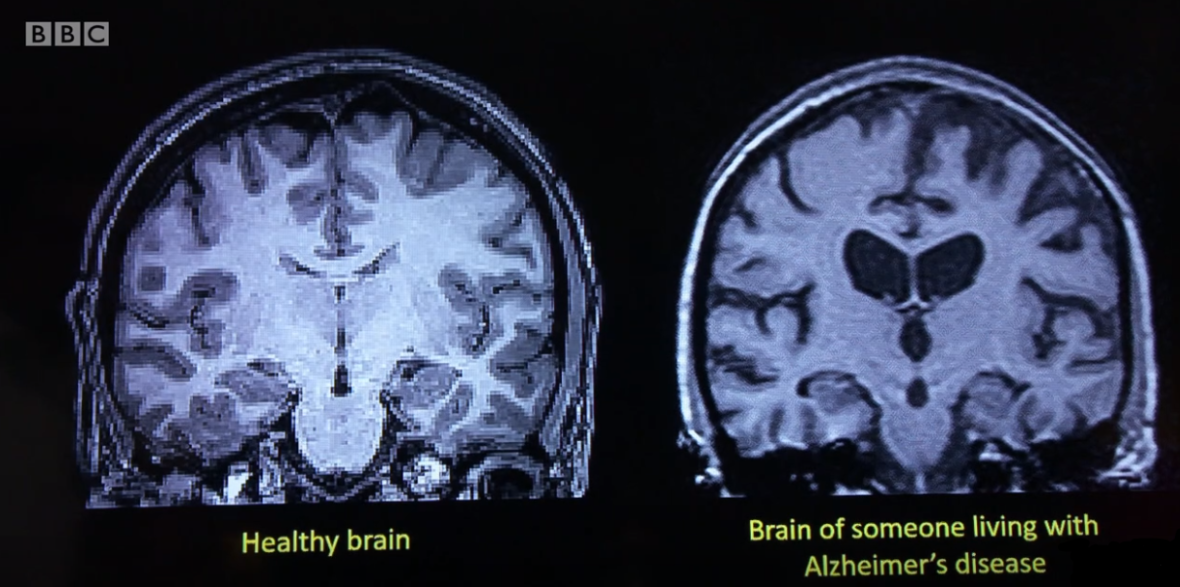 BBC
Healthy brain
Brain of someone living with
Alzheimer's disease